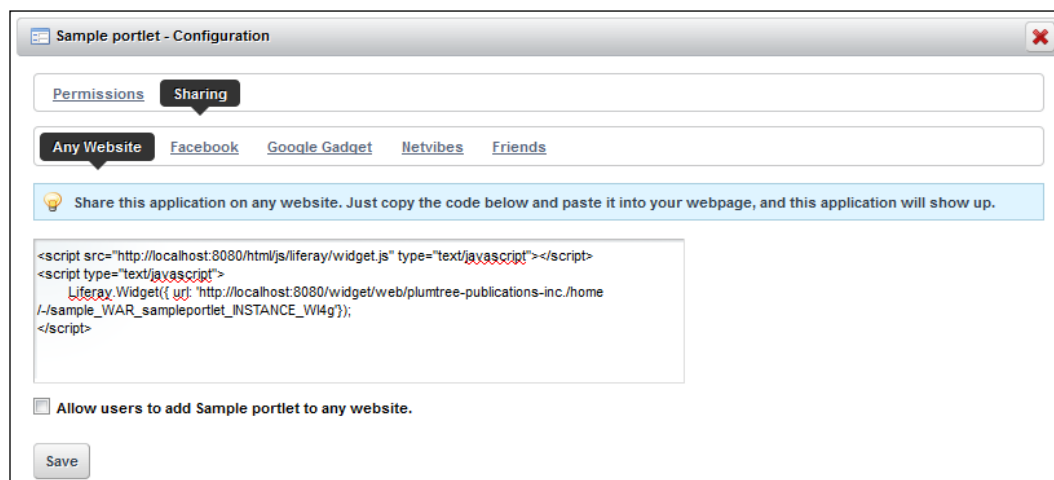 Sample portlet - Configuration
Permissions Sharing
Any Website Facebook Google Gadget Netvibes Friends
Share this application on any website. Just copy the code below and paste it into your webpage, and this application will show up.
<script src="http://localhost:8080/html/js/liferay/widget.js" type="text/javascript"></script>
<script type="text/javascript">
Liferay.Widget({ url: 'http://localhost:8080/widget/web/plumtree-publications-inc./home
/-/sample_WAR_sampleportlet_INSTANCE_Wl4g'});
</script>
Allow users to add Sample portlet to any website.
Save